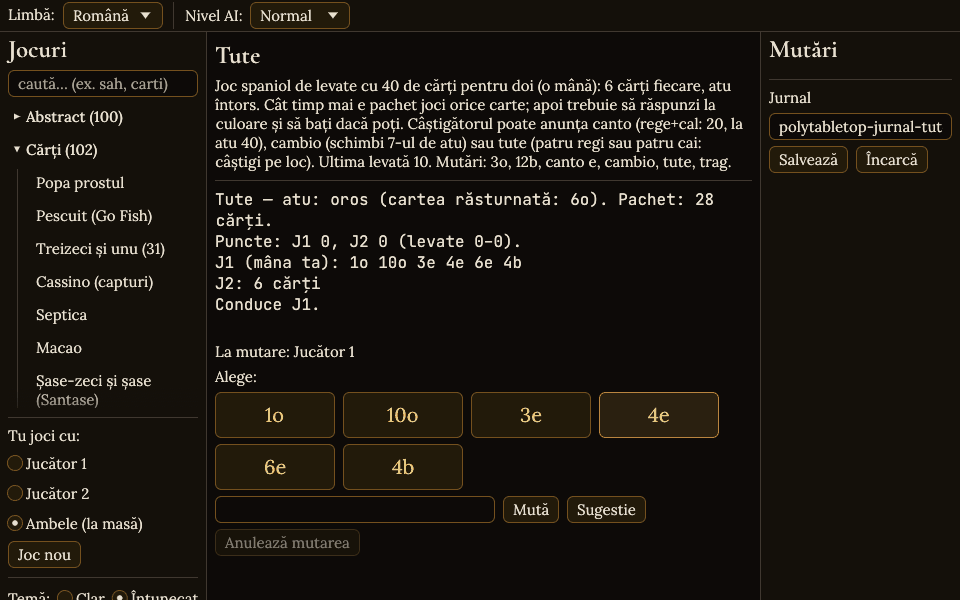 Limbă: Română ▼ Nivel AI: Normal ▼
Jocuri
caută... (ex. sah, carti)
▸ Abstract (100)
▾ Cărți (102)
Popa prostul
Pescuit (Go Fish)
Treizeci și unu (31)
Cassino (capturi)
Septica
Macao
Șase-zeci și șase
(Santase)
Tu joci cu:
Jucător 1
Jucător 2
Ambele (la masă)
Joc nou
Temă: Clar Întunecat
Tute
Joc spaniol de levate cu 40 de cărți pentru doi (o mână): 6 cărți fiecare, atu
întors. Cât timp mai e pachet joci orice carte; apoi trebuie să răspunzi la
culoare și să bați dacă poți. Câștigătorul poate anunța canto (rege+cal: 20, la
atu 40), cambio (schimbi 7-ul de atu) sau tute (patru regi sau patru cai:
câștigi pe loc). Ultima levată 10. Mutări: 3o, 12b, canto e, cambio, tute, trag.
Tute — atu: oros (cartea răsturnată: 6o). Pachet: 28
cărți.
Puncte: J1 0, J2 0 (levate 0-0).
J1 (mâna ta): 1o 10o 3e 4e 6e 4b
J2: 6 cărți
Conduce J1.
La mutare: Jucător 1
Alege:
1o 10o 3e 4e
6e 4b
Mută Sugestie
Anulează mutarea
Mutări
Jurnal
polytabletop-jurnal-tut
Salvează Încarcă